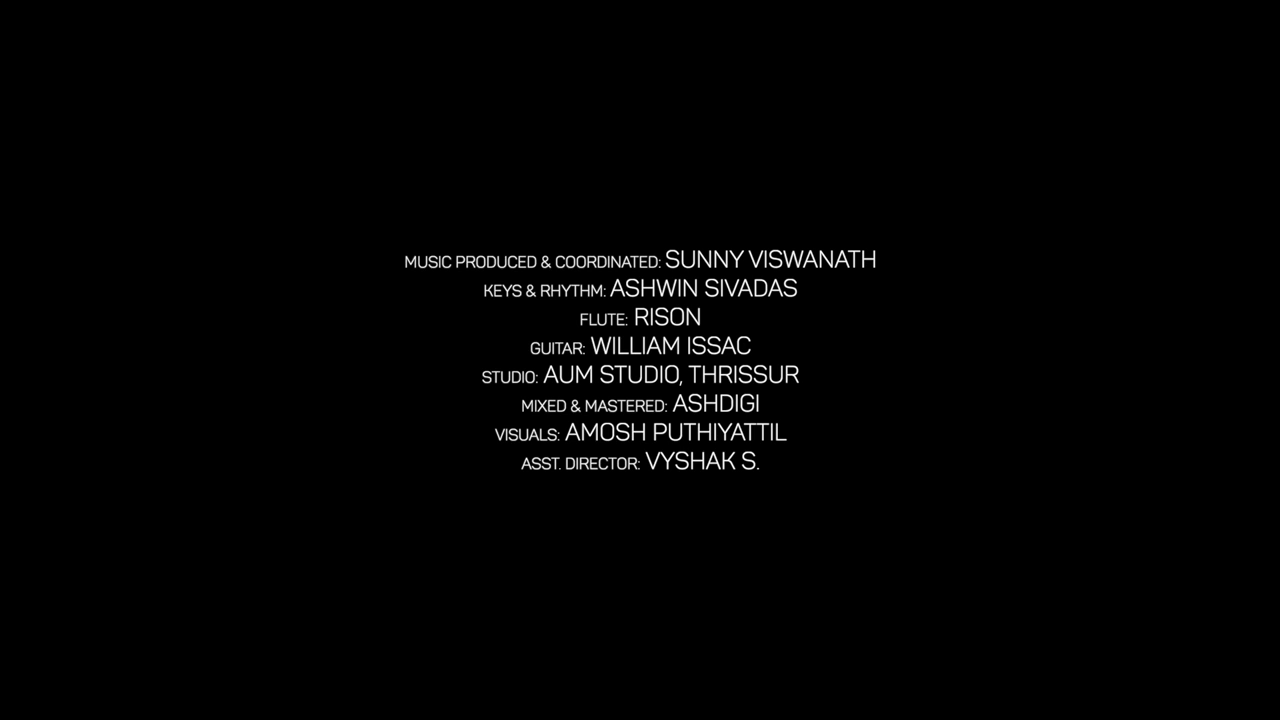 MUSIC PRODUCED & COORDINATED: SUNNY VISWANATH
KEYS & RHYTHM: ASHWIN SIVADAS
FLUTE: RISON
GUITAR: WILLIAM ISSAC
STUDIO: AUM STUDIO, THRISSUR
MIXED & MASTERED: ASHDIGI
VISUALS: AMOSH PUTHIYATTIL
ASST. DIRECTOR: VYSHAK S.